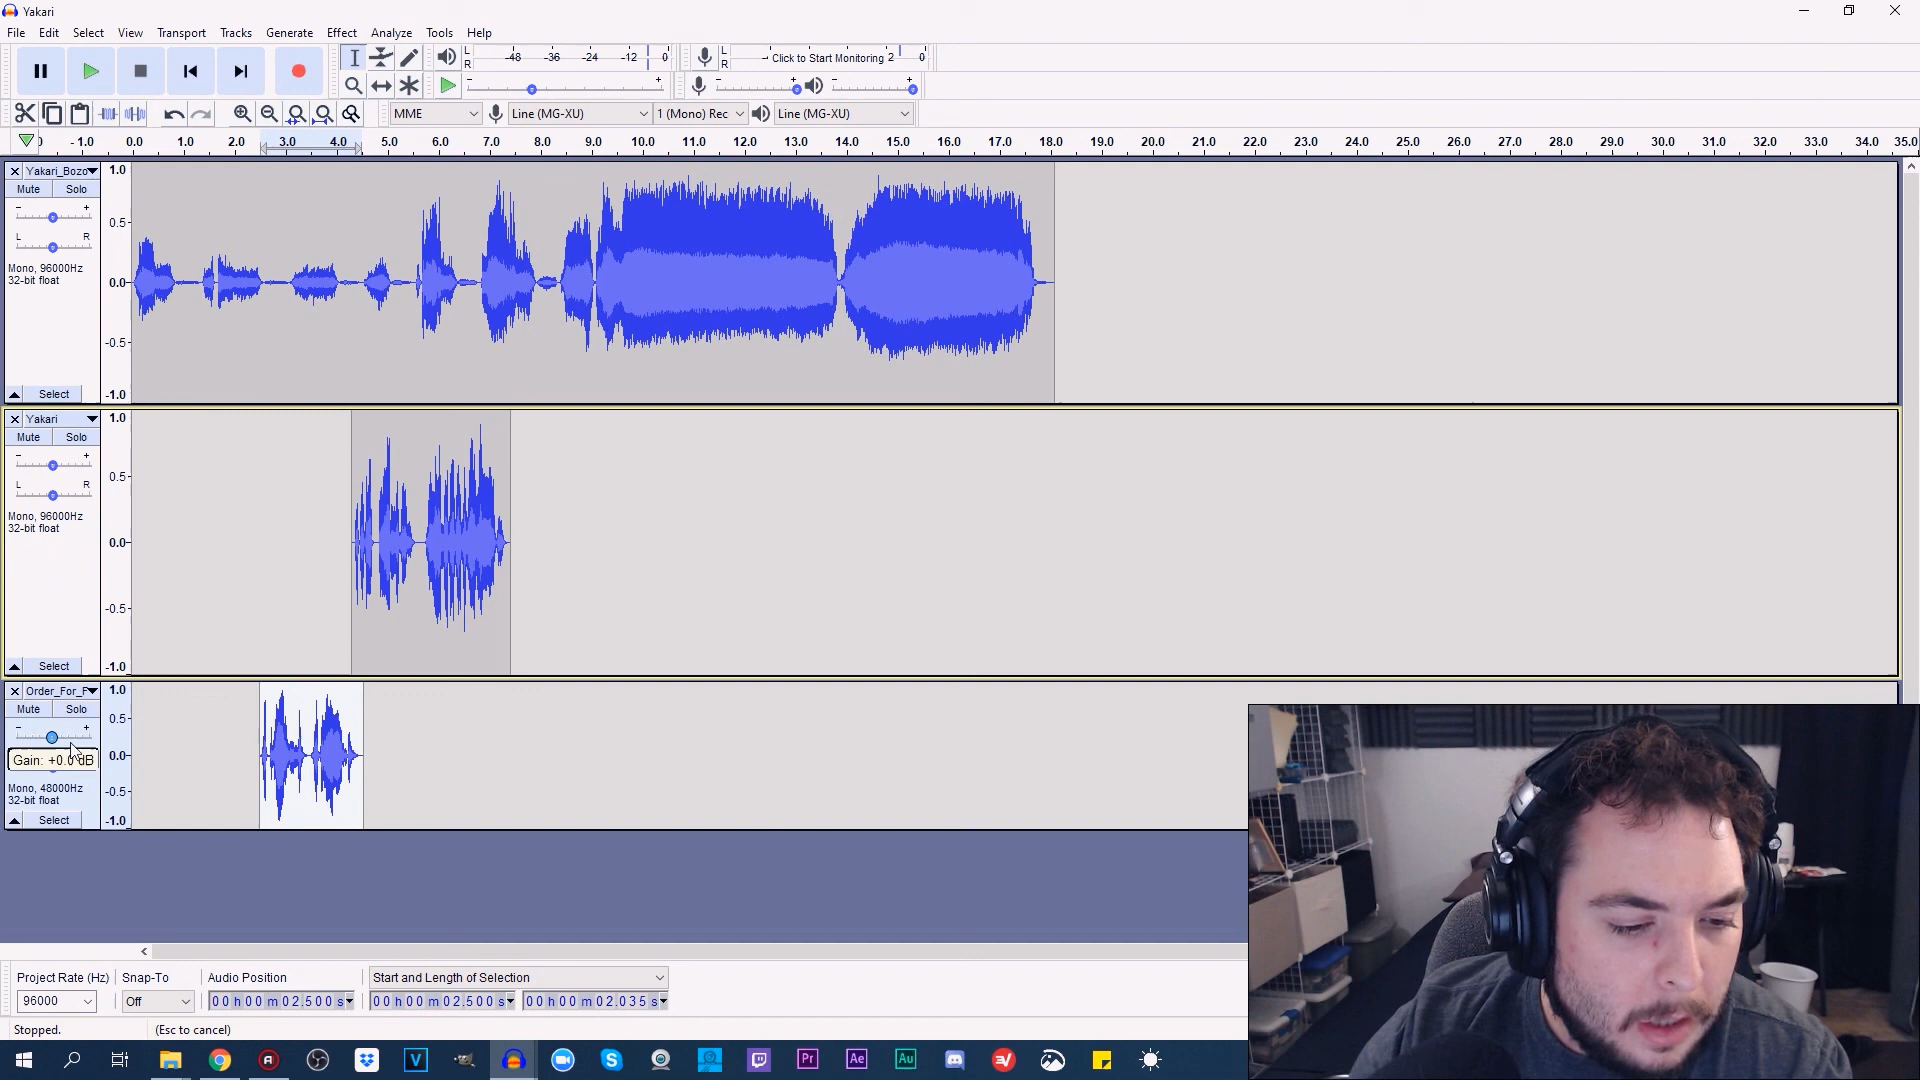 Yakari
File Edit Select View Transport Tracks Generate Effect Analyze Tools Help
L R -48 -36 -24 -12 0
L R Click to Start Monitoring 2 0
MME Line (MG-XU) 1 (Mono) Rec Line (MG-XU)
0 -1.0 0.0 1.0 2.0 3.0 4.0 5.0 6.0 7.0 8.0 9.0 10.0 11.0 12.0 13.0 14.0 15.0 16.0 17.0 18.0 19.0 20.0 21.0 22.0 23.0 24.0 25.0 26.0 27.0 28.0 29.0 30.0 31.0 32.0 33.0 34.0 35.0
Yakari_Bozo
Mute Solo
- +
L R
Mono, 96000Hz
32-bit float
Select
1.0
0.5-
0.0-
-0.5-
-1.0
Yakari
Mute Solo
- +
L R
Mono, 96000Hz
32-bit float
Select
1.0
0.5-
0.0-
-0.5-
-1.0
Order_For_F
Mute Solo
- +
Gain: +0.0 dB
Mono, 48000Hz
32-bit float
Select
1.0
0.5-
0.0-
-0.5-
-1.0
Project Rate (Hz) Snap-To Audio Position Start and Length of Selection
96000 Off 00h00m02.500s 00h00m02.500s 00h00m02.035s
Stopped. (Esc to cancel)
V Pr Ae Au